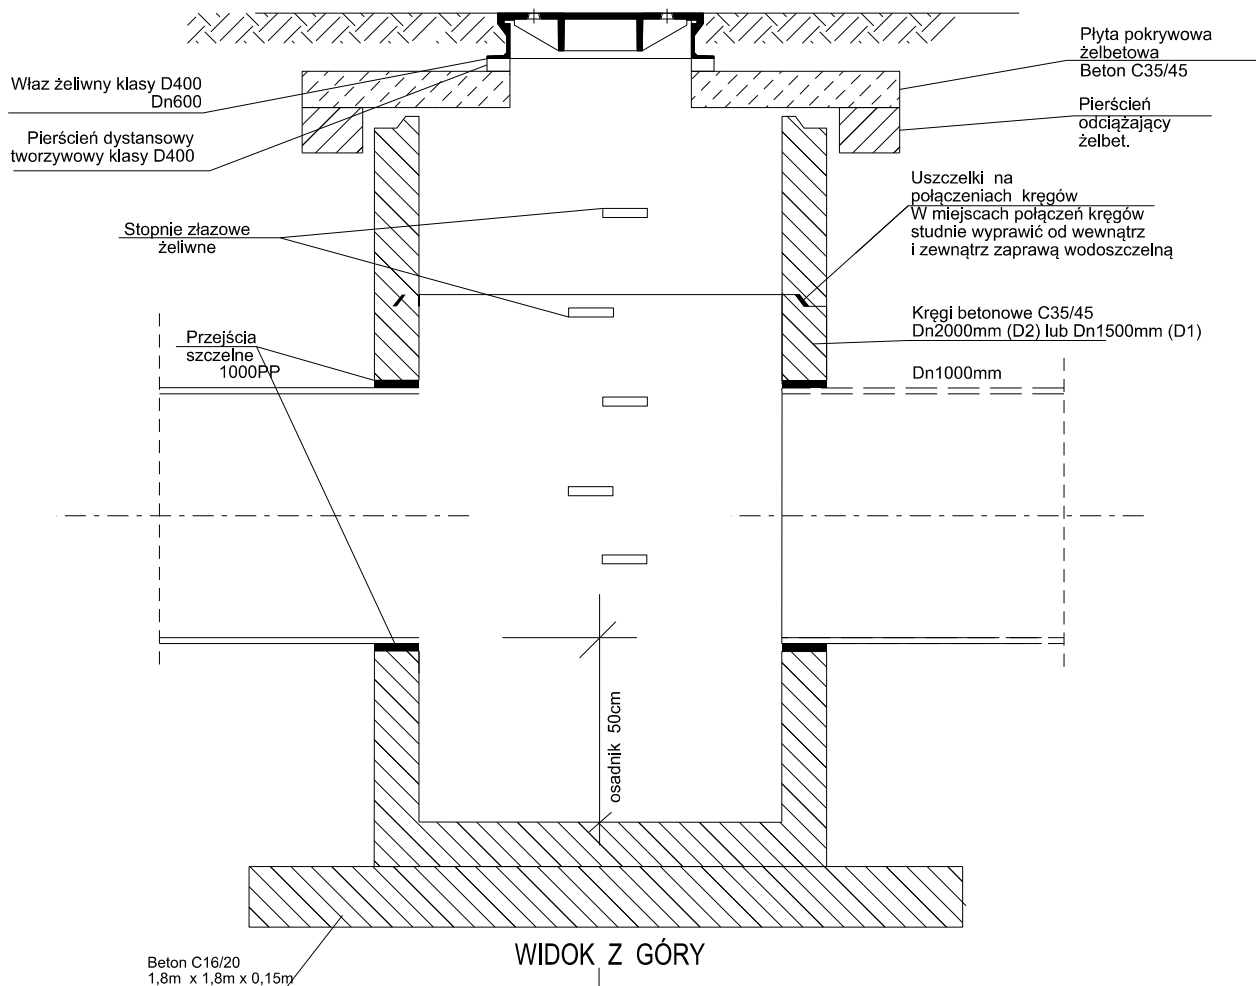 Właz żeliwny klasy D400
Dn600
Pierścień dystansowy
tworzywowy klasy D400
Stopnie złazowe
żeliwne
Przejścia
szczelne
1000PP
Płyta pokrywowa
żelbetowa
Beton C35/45
Pierścień
odciążający
żelbet.
Uszczelki na
połączeniach kręgów
W miejscach połączeń kręgów
studnie wyprawić od wewnątrz
i zewnątrz zaprawą wodoszczelną
Kręgi betonowe C35/45
Dn2000mm (D2) lub Dn1500mm (D1)
Dn1000mm
osadnik 50cm
Beton C16/20
1,8m x 1,8m x 0,15m
WIDOK Z GÓRY